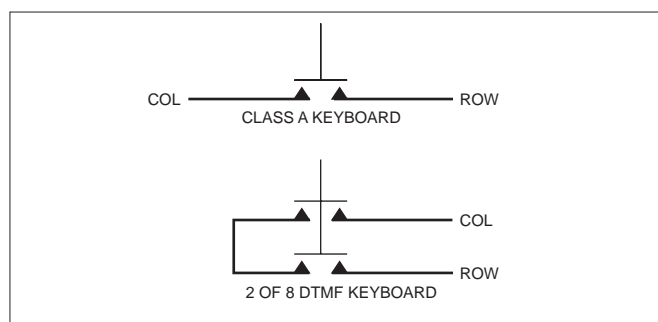 COL ROW
CLASS A KEYBOARD
COL
ROW
2 OF 8 DTMF KEYBOARD